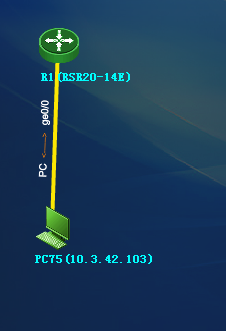 R1(RSR20-14E)
ge0/0
PC
PC75(10.3.42.103)